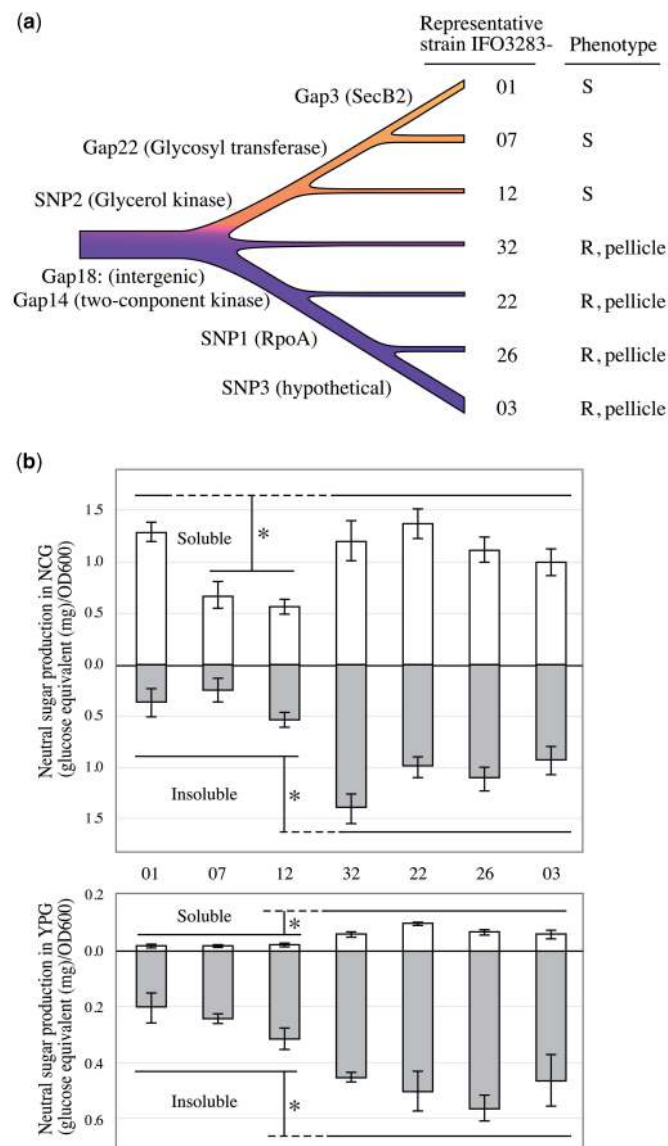 (a)
Representative
strain IFO3283-
Phenotype
Gap3 (SecB2)
01
S
Gap22 (Glycosyl transferase)
07
S
SNP2 (Glycerol kinase)
12
S
32
R, pellicle
Gap18: (intergenic)
Gap14 (two-conponent kinase)
22
R, pellicle
SNP1 (RpoA)
26
R, pellicle
SNP3 (hypothetical)
03
R, pellicle
(b)
Neutral sugar production in NCG
(glucose equivalent (mg)/OD600)
1.5
1.0
0.5
0.0
0.5
1.0
1.5
Soluble
*
Insoluble
*
01 07 12 32 22 26 03
Neutral sugar production in YPG
(glucose equivalent (mg)/OD600)
0.2
0.0
0.2
0.4
0.6
Soluble
*
Insoluble
*